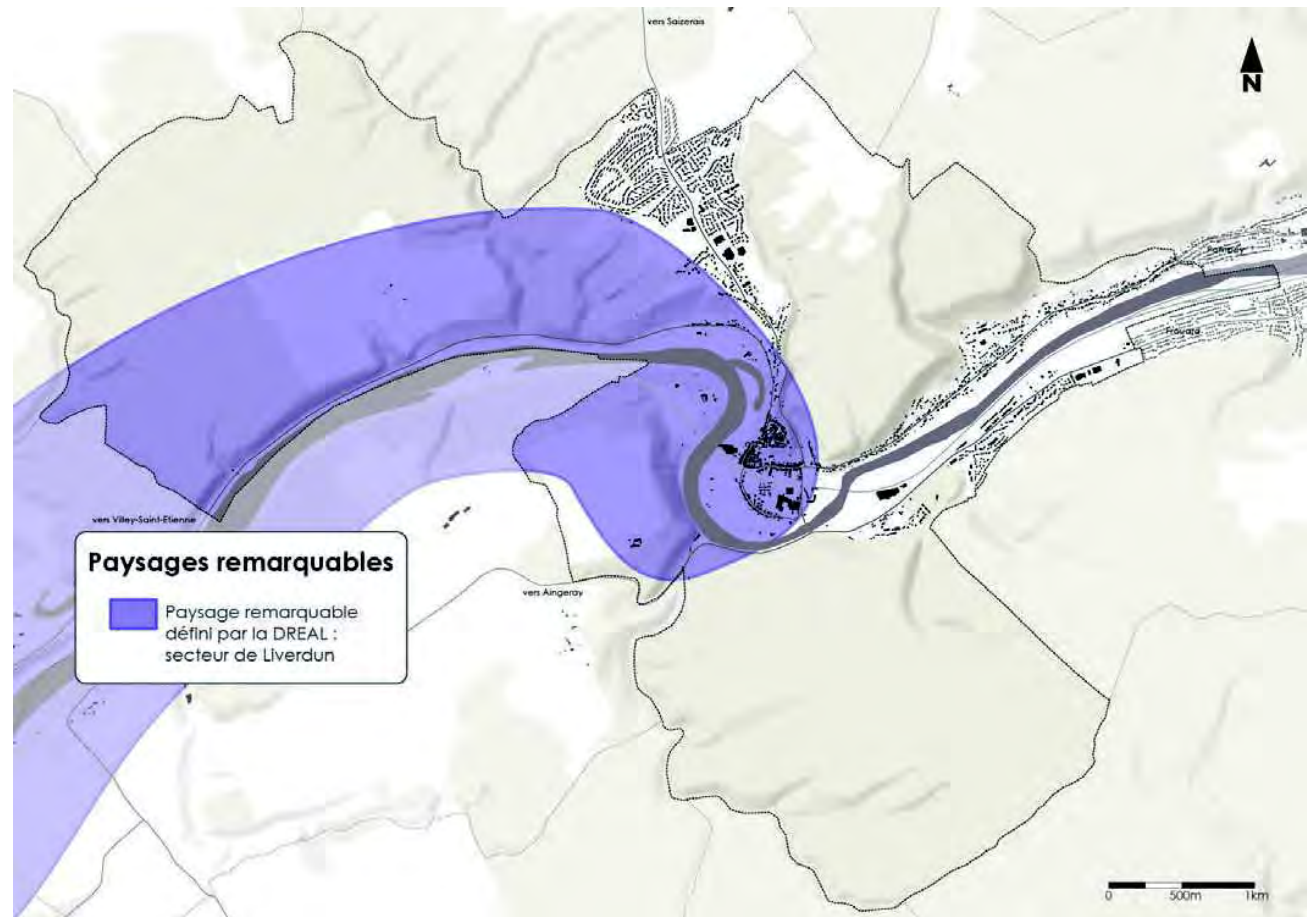 vers Saizerais
N
Pompey
Frouard
vers Villey-Saint-Etienne
Paysages remarquables
Paysage remarquable
défini par la DREAL :
secteur de Liverdun
vers Aingeray
0 500m 1km